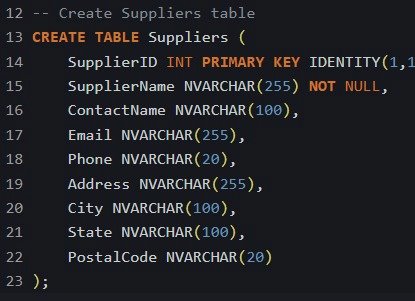 12 -- Create Suppliers table
13 CREATE TABLE Suppliers (
14     SupplierID INT PRIMARY KEY IDENTITY(1,1
15     SupplierName NVARCHAR(255) NOT NULL,
16     ContactName NVARCHAR(100),
17     Email NVARCHAR(255),
18     Phone NVARCHAR(20),
19     Address NVARCHAR(255),
20     City NVARCHAR(100),
21     State NVARCHAR(100),
22     PostalCode NVARCHAR(20)
23 );